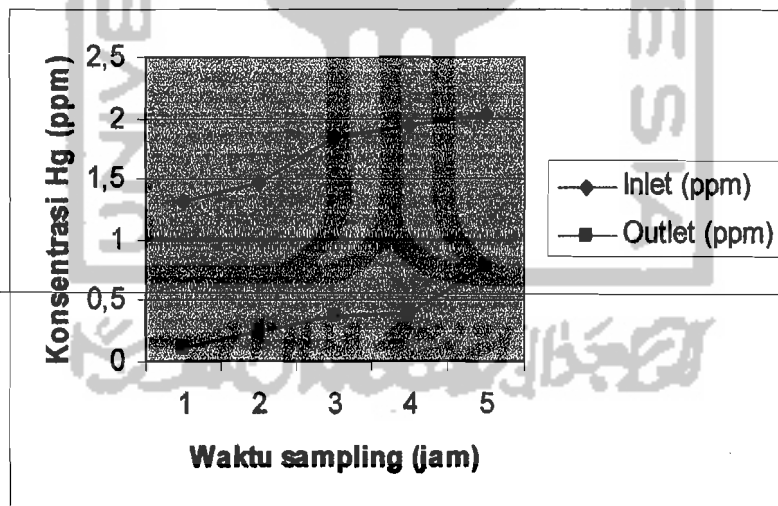 Konsentrasi Hg (ppm)
2,5
2
1,5
1
0,5
0
1 2 3 4 5
Waktu sampling (jam)
Inlet (ppm)
Outlet (ppm)